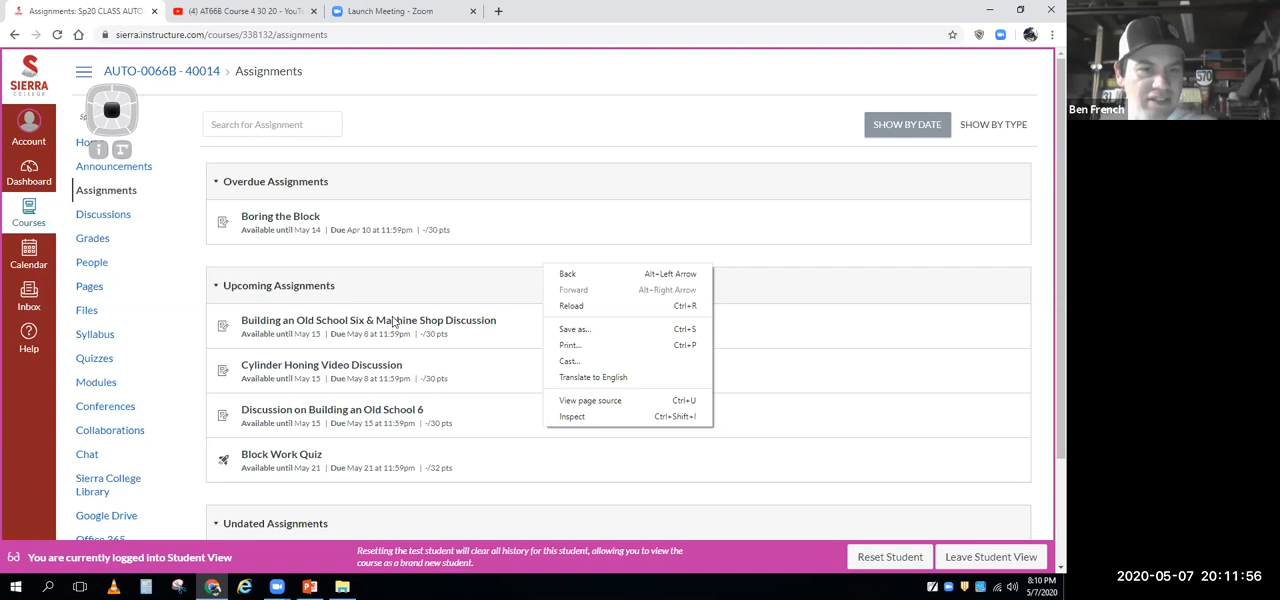 Assignments: Sp20 CLASS AUTO-
(4) AT66B Course 4 30 20 - YouTu
Launch Meeting - Zoom
sierra.instructure.com/courses/338132/assignments
SIERRA
COLLEGE
Account
Dashboard
Courses
Calendar
Inbox
Help
AUTO-0066B - 40014 > Assignments
Sp
Ho
Announcements
Assignments
Discussions
Grades
People
Pages
Files
Syllabus
Quizzes
Modules
Conferences
Collaborations
Chat
Sierra College
Library
Google Drive
Office 365
Search for Assignment
SHOW BY DATE
SHOW BY TYPE
Overdue Assignments
Boring the Block
Available until May 14 | Due Apr 10 at 11:59pm | -/30 pts
Upcoming Assignments
Building an Old School Six & Machine Shop Discussion
Available until May 15 | Due May 8 at 11:59pm | -/30 pts
Cylinder Honing Video Discussion
Available until May 15 | Due May 8 at 11:59pm | -/30 pts
Discussion on Building an Old School 6
Available until May 15 | Due May 15 at 11:59pm | -/30 pts
Block Work Quiz
Available until May 21 | Due May 21 at 11:59pm | -/32 pts
Undated Assignments
Back Alt+Left Arrow
Forward Alt+Right Arrow
Reload Ctrl+R
Save as... Ctrl+S
Print... Ctrl+P
Cast...
Translate to English
View page source Ctrl+U
Inspect Ctrl+Shift+I
You are currently logged into Student View
Resetting the test student will clear all history for this student, allowing you to view the
course as a brand new student.
Reset Student
Leave Student View
8:10 PM
5/7/2020
570
Ben French
2020-05-07 20:11:56